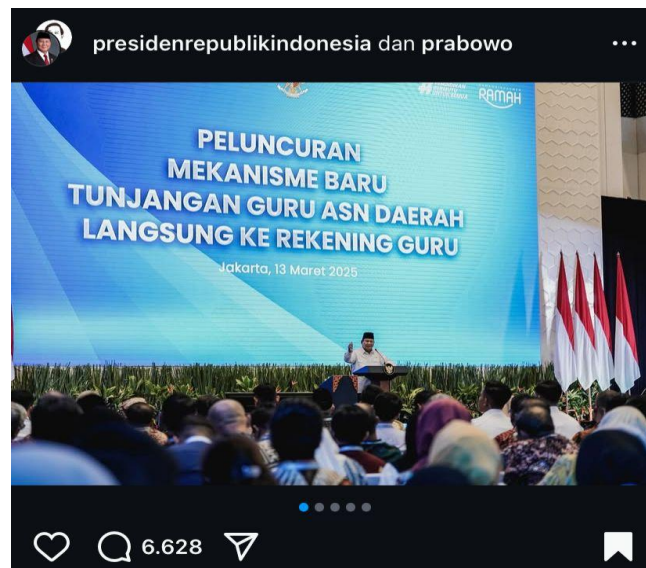 presidenrepublikindonesia dan prabowo
RAMAH
PELUNCURAN
MEKANISME BARU
TUNJANGAN GURU ASN DAERAH
LANGSUNG KE REKENING GURU
Jakarta, 13 Maret 2025
6.628